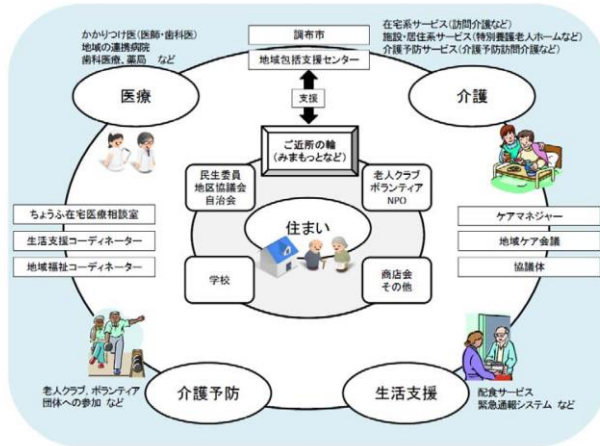 かかりつけ医(医師・歯科医)
地域の連携病院
歯科医療、薬局 など
調布市
地域包括支援センター
在宅系サービス(訪問介護など)
施設・居住系サービス(特別養護老人ホームなど)
介護予防サービス(介護予防訪問介護など)
医療
支援
介護
ご近所の輪
(みまもっとなど)
民生委員
地区協議会
自治会
老人クラブ
ボランティア
NPO
住まい
ちょうふ在宅医療相談室
生活支援コーディネーター
地域福祉コーディネーター
ケアマネジャー
地域ケア会議
協議体
学校
商店会
その他
老人クラブ、ボランティア
団体への参加 など
介護予防
生活支援
配食サービス
緊急通報システム など